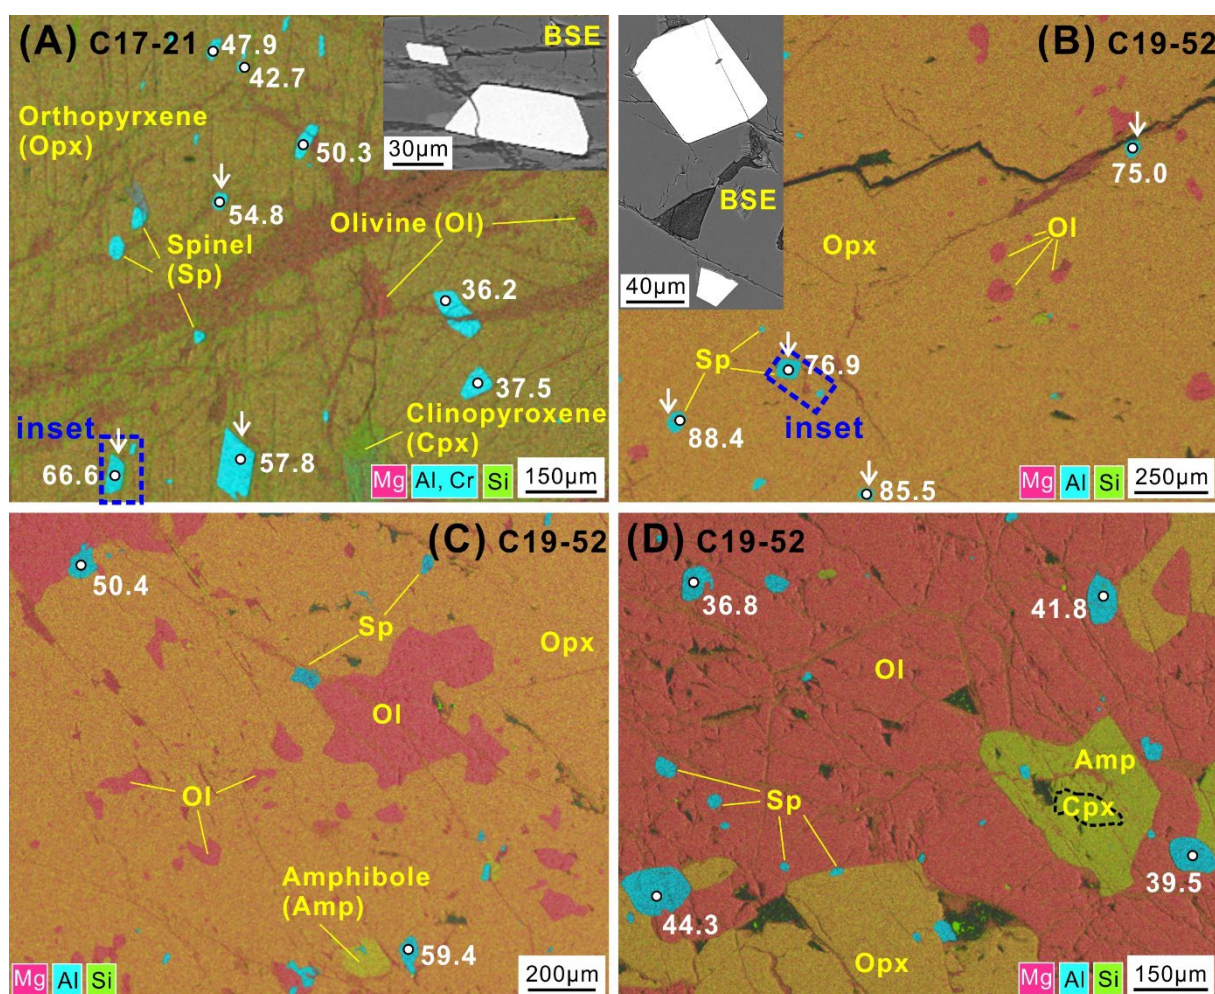 (A) C17-21
47.9
42.7
BSE
30µm
Orthopyrxene
(Opx)
50.3
54.8
Olivine (Ol)
Spinel
(Sp)
36.2
37.5
Clinopyroxene
(Cpx)
inset
66.6
57.8
Mg Al, Cr Si 150µm
(B) C19-52
BSE
40µm
75.0
Opx
Ol
Sp
76.9
inset
88.4
85.5
Mg Al Si 250µm
(C) C19-52
50.4
Sp
Opx
Ol
Ol
Amphibole
(Amp)
59.4
Mg Al Si 200µm
(D) C19-52
36.8
41.8
Ol
Amp
Cpx
Sp
39.5
44.3
Opx
Mg Al Si 150µm